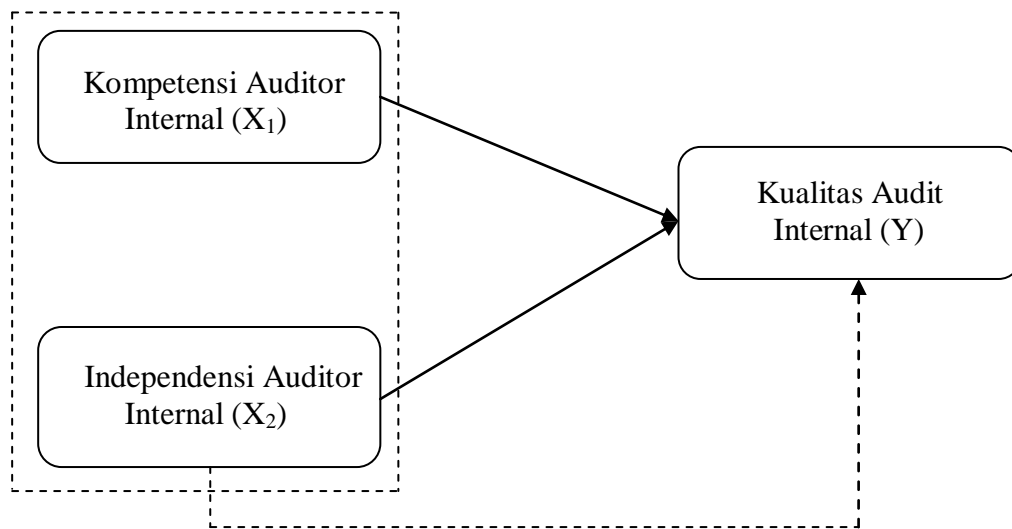 Kompetensi Auditor
Internal (X₁)
Kualitas Audit
Internal (Y)
Independensi Auditor
Internal (X₂)